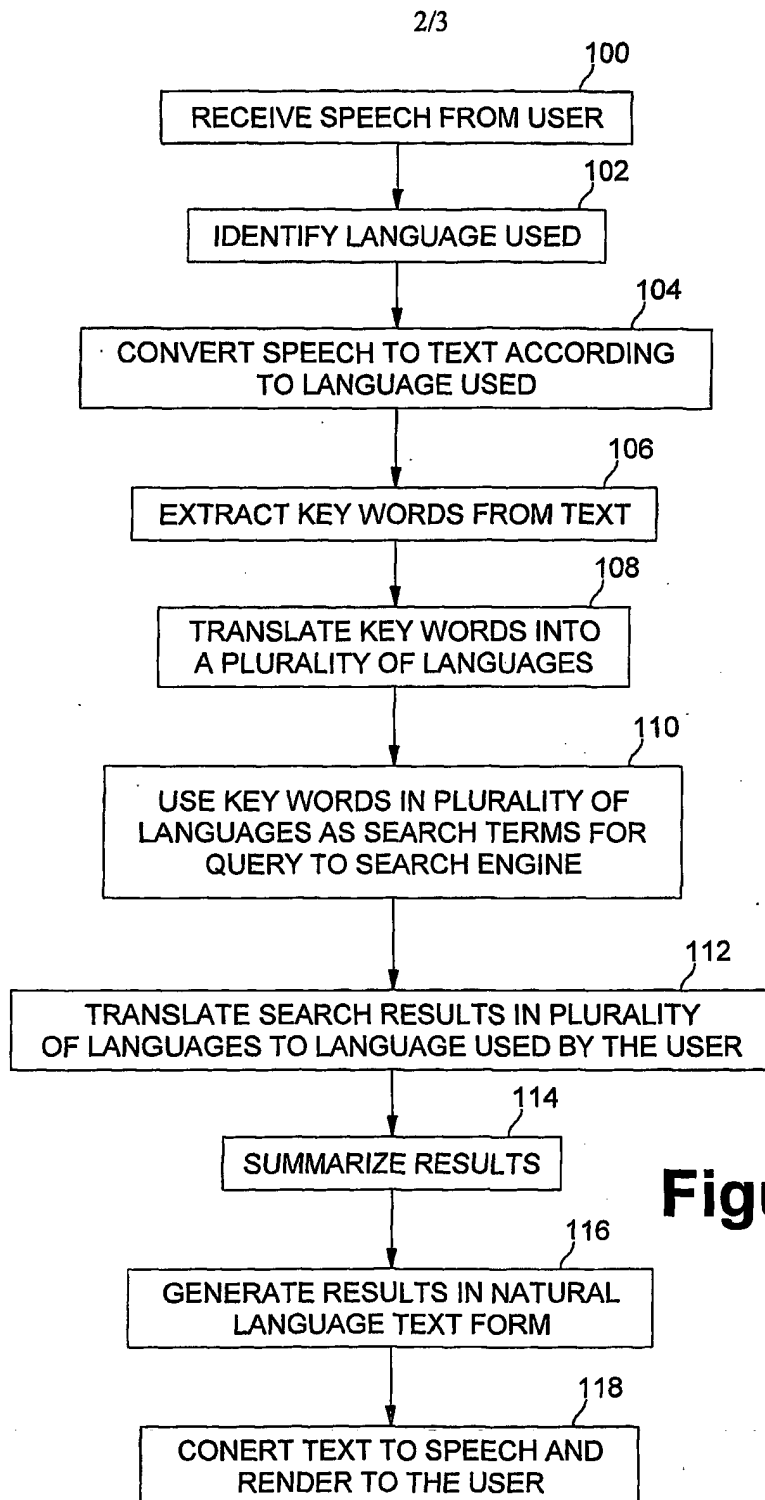 2/3
100
RECEIVE SPEECH FROM USER
102
IDENTIFY LANGUAGE USED
104
CONVERT SPEECH TO TEXT ACCORDING
TO LANGUAGE USED
106
EXTRACT KEY WORDS FROM TEXT
108
TRANSLATE KEY WORDS INTO
A PLURALITY OF LANGUAGES
110
USE KEY WORDS IN PLURALITY OF
LANGUAGES AS SEARCH TERMS FOR
QUERY TO SEARCH ENGINE
112
TRANSLATE SEARCH RESULTS IN PLURALITY
OF LANGUAGES TO LANGUAGE USED BY THE USER
114
SUMMARIZE RESULTS
116
GENERATE RESULTS IN NATURAL
LANGUAGE TEXT FORM
118
CONERT TEXT TO SPEECH AND
RENDER TO THE USER